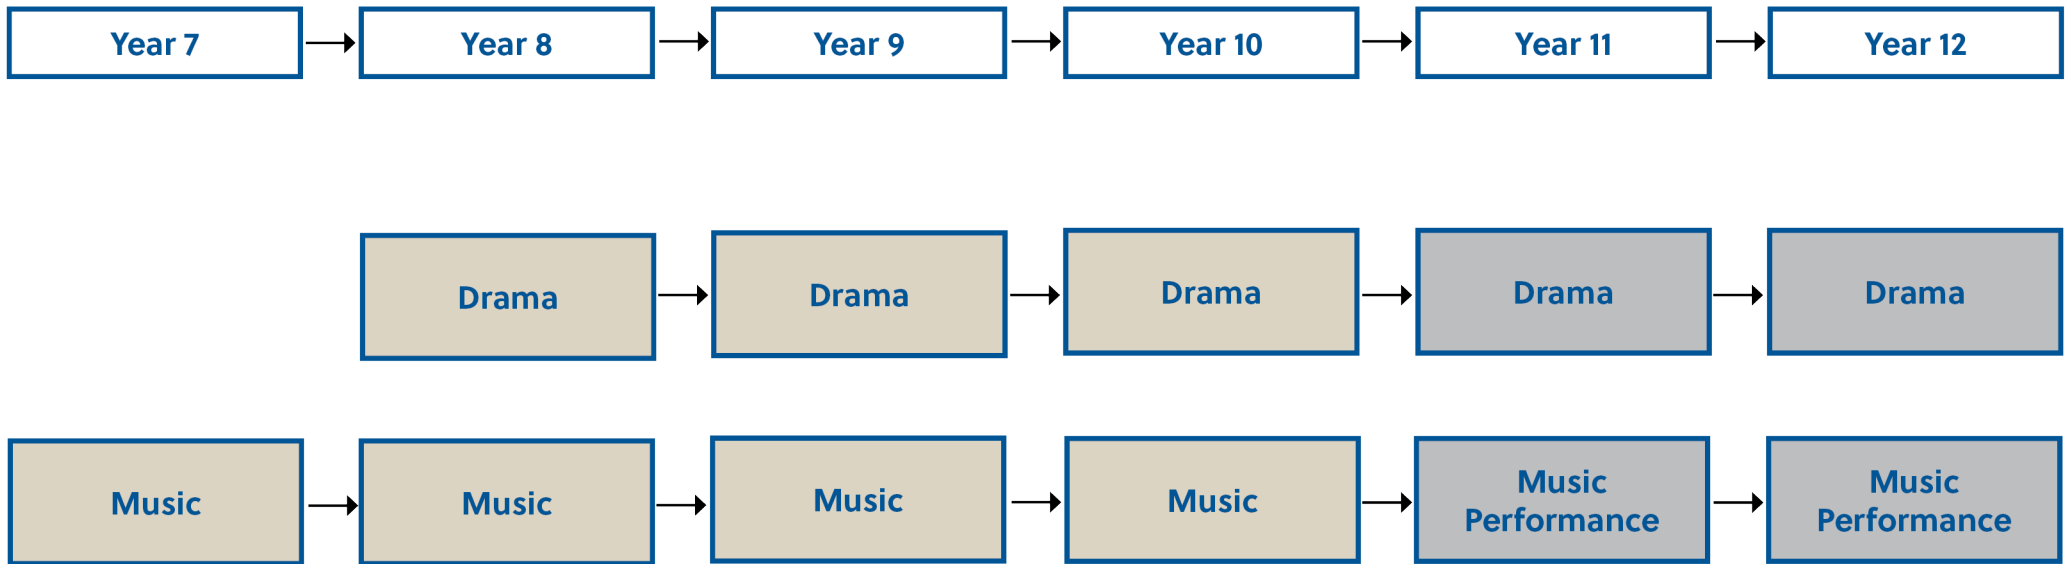 Year 7
Year 8
Year 9
Year 10
Year 11
Year 12
Drama
Drama
Drama
Drama
Drama
Music
Music
Music
Music
Music
Performance
Music
Performance